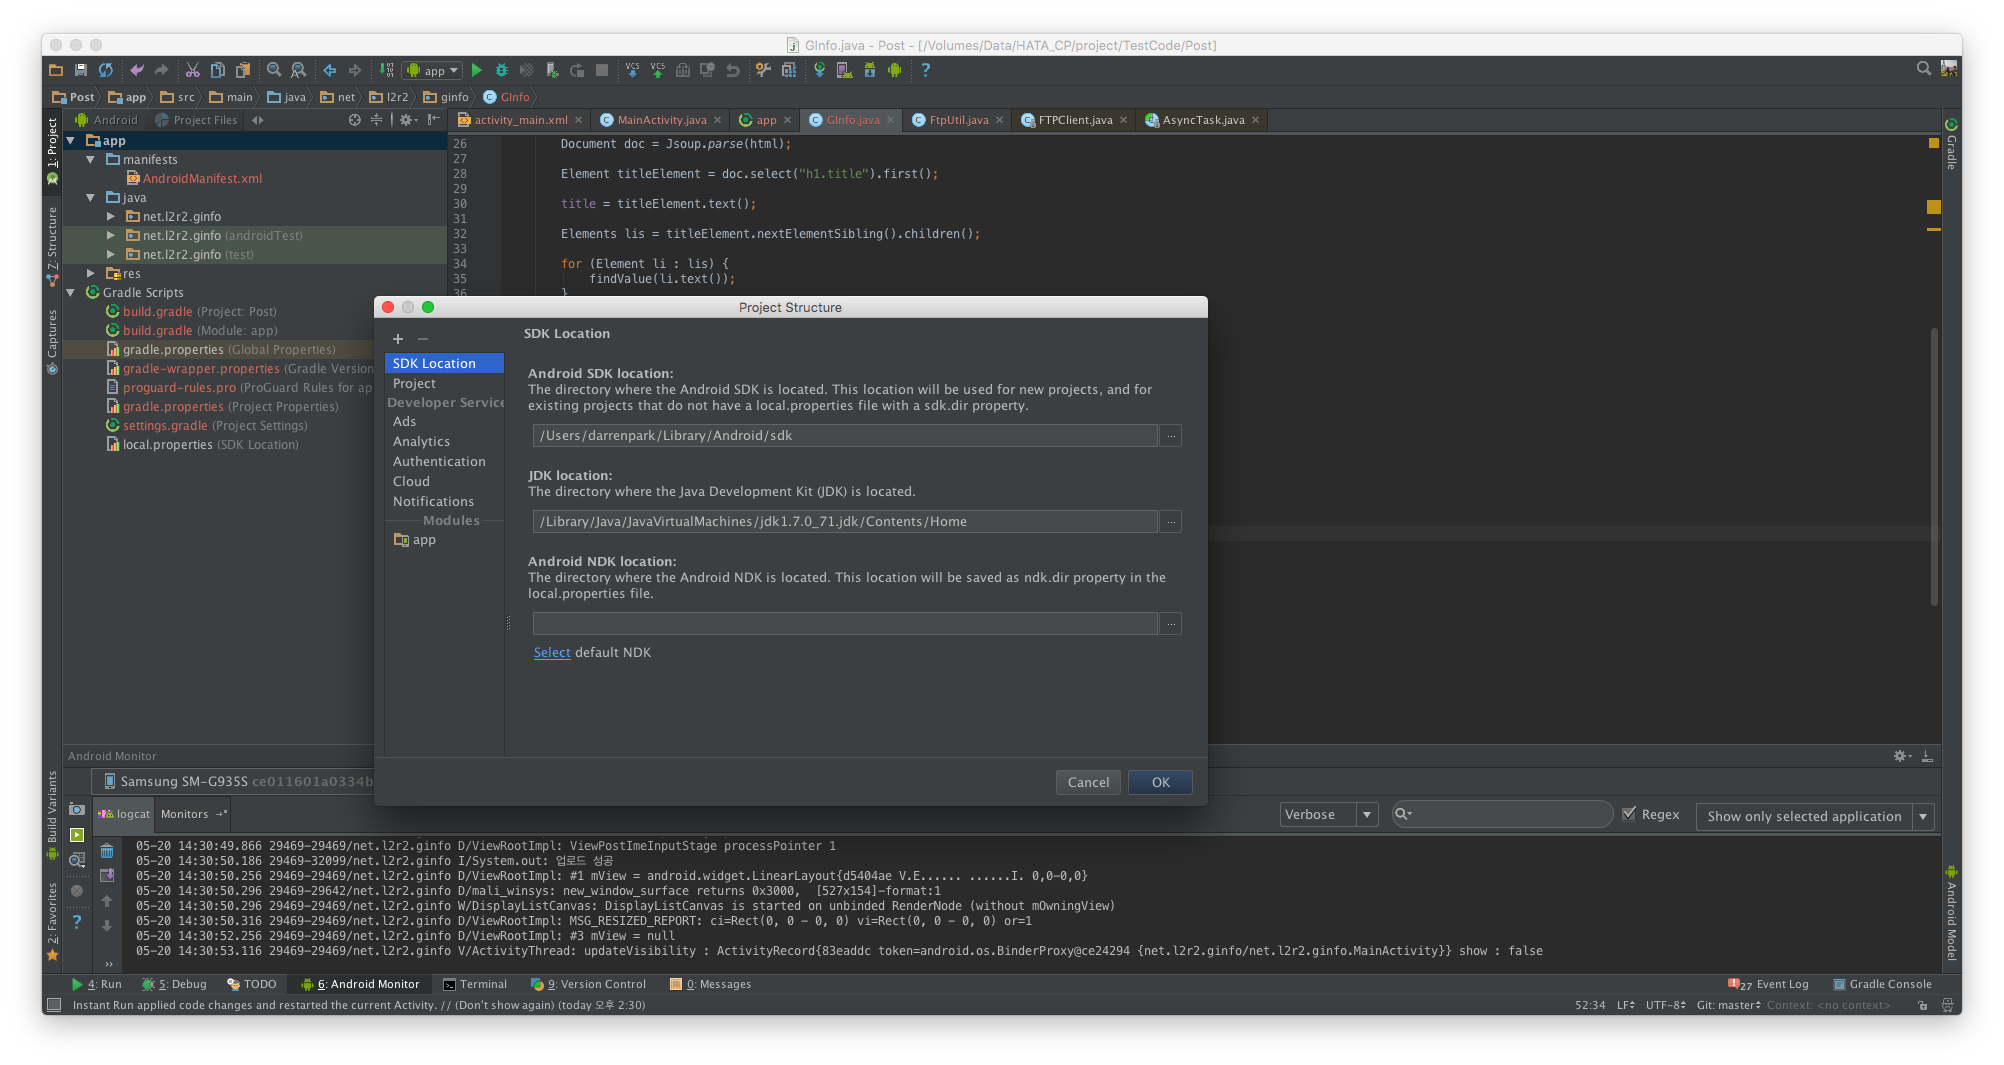 GInfo.java - Post - [/Volumes/Data/HATA_CP/project/TestCode/Post]
app
Post app src main java net l2r2 ginfo GInfo
Android Project Files
activity_main.xml MainActivity.java app GInfo.java FtpUtil.java FTPClient.java AsyncTask.java
1: Project
Z: Structure
Captures
Build Variants
2: Favorites
Gradle
Android Model
app
manifests
AndroidManifest.xml
java
net.l2r2.ginfo
net.l2r2.ginfo (androidTest)
net.l2r2.ginfo (test)
res
Gradle Scripts
build.gradle (Project: Post)
build.gradle (Module: app)
gradle.properties (Global Properties)
gradle-wrapper.properties (Gradle Version
proguard-rules.pro (ProGuard Rules for ap
gradle.properties (Project Properties)
settings.gradle (Project Settings)
local.properties (SDK Location)
26 Document doc = Jsoup.parse(html);
27
28 Element titleElement = doc.select("h1.title").first();
29
30 title = titleElement.text();
31
32 Elements lis = titleElement.nextElementSibling().children();
33
34 for (Element li : lis) {
35 findValue(li.text());
36 }
Project Structure
SDK Location
Project
Developer Service
Ads
Analytics
Authentication
Cloud
Notifications
Modules
app
SDK Location
Android SDK location:
The directory where the Android SDK is located. This location will be used for new projects, and for
existing projects that do not have a local.properties file with a sdk.dir property.
/Users/darrenpark/Library/Android/sdk
...
JDK location:
The directory where the Java Development Kit (JDK) is located.
/Library/Java/JavaVirtualMachines/jdk1.7.0_71.jdk/Contents/Home
...
Android NDK location:
The directory where the Android NDK is located. This location will be saved as ndk.dir property in the
local.properties file.
...
Select default NDK
Cancel OK
Android Monitor
Samsung SM-G935S ce011601a0334b
logcat Monitors
Verbose Regex Show only selected application
05-20 14:30:49.866 29469-29469/net.l2r2.ginfo D/ViewRootImpl: ViewPostImeInputStage processPointer 1
05-20 14:30:50.186 29469-32099/net.l2r2.ginfo I/System.out: 업로드 성공
05-20 14:30:50.256 29469-29469/net.l2r2.ginfo D/ViewRootImpl: #1 mView = android.widget.LinearLayout{d5404ae V.E...... ......I. 0,0-0,0}
05-20 14:30:50.296 29469-29642/net.l2r2.ginfo D/mali_winsys: new_window_surface returns 0x3000,  [527x154]-format:1
05-20 14:30:50.296 29469-29469/net.l2r2.ginfo W/DisplayListCanvas: DisplayListCanvas is started on unbinded RenderNode (without mOwningView)
05-20 14:30:50.316 29469-29469/net.l2r2.ginfo D/ViewRootImpl: MSG_RESIZED_REPORT: ci=Rect(0, 0 - 0, 0) vi=Rect(0, 0 - 0, 0) or=1
05-20 14:30:52.256 29469-29469/net.l2r2.ginfo D/ViewRootImpl: #3 mView = null
05-20 14:30:53.116 29469-29469/net.l2r2.ginfo V/ActivityThread: updateVisibility : ActivityRecord{83eaddc token=android.os.BinderProxy@ce24294 {net.l2r2.ginfo/net.l2r2.ginfo.MainActivity}} show : false
4: Run 5: Debug TODO 6: Android Monitor Terminal 9: Version Control 0: Messages 27 Event Log Gradle Console
Instant Run applied code changes and restarted the current Activity. // (Don't show again) (today 오후 2:30) 52:34 LF UTF-8 Git: master Context: <no context>